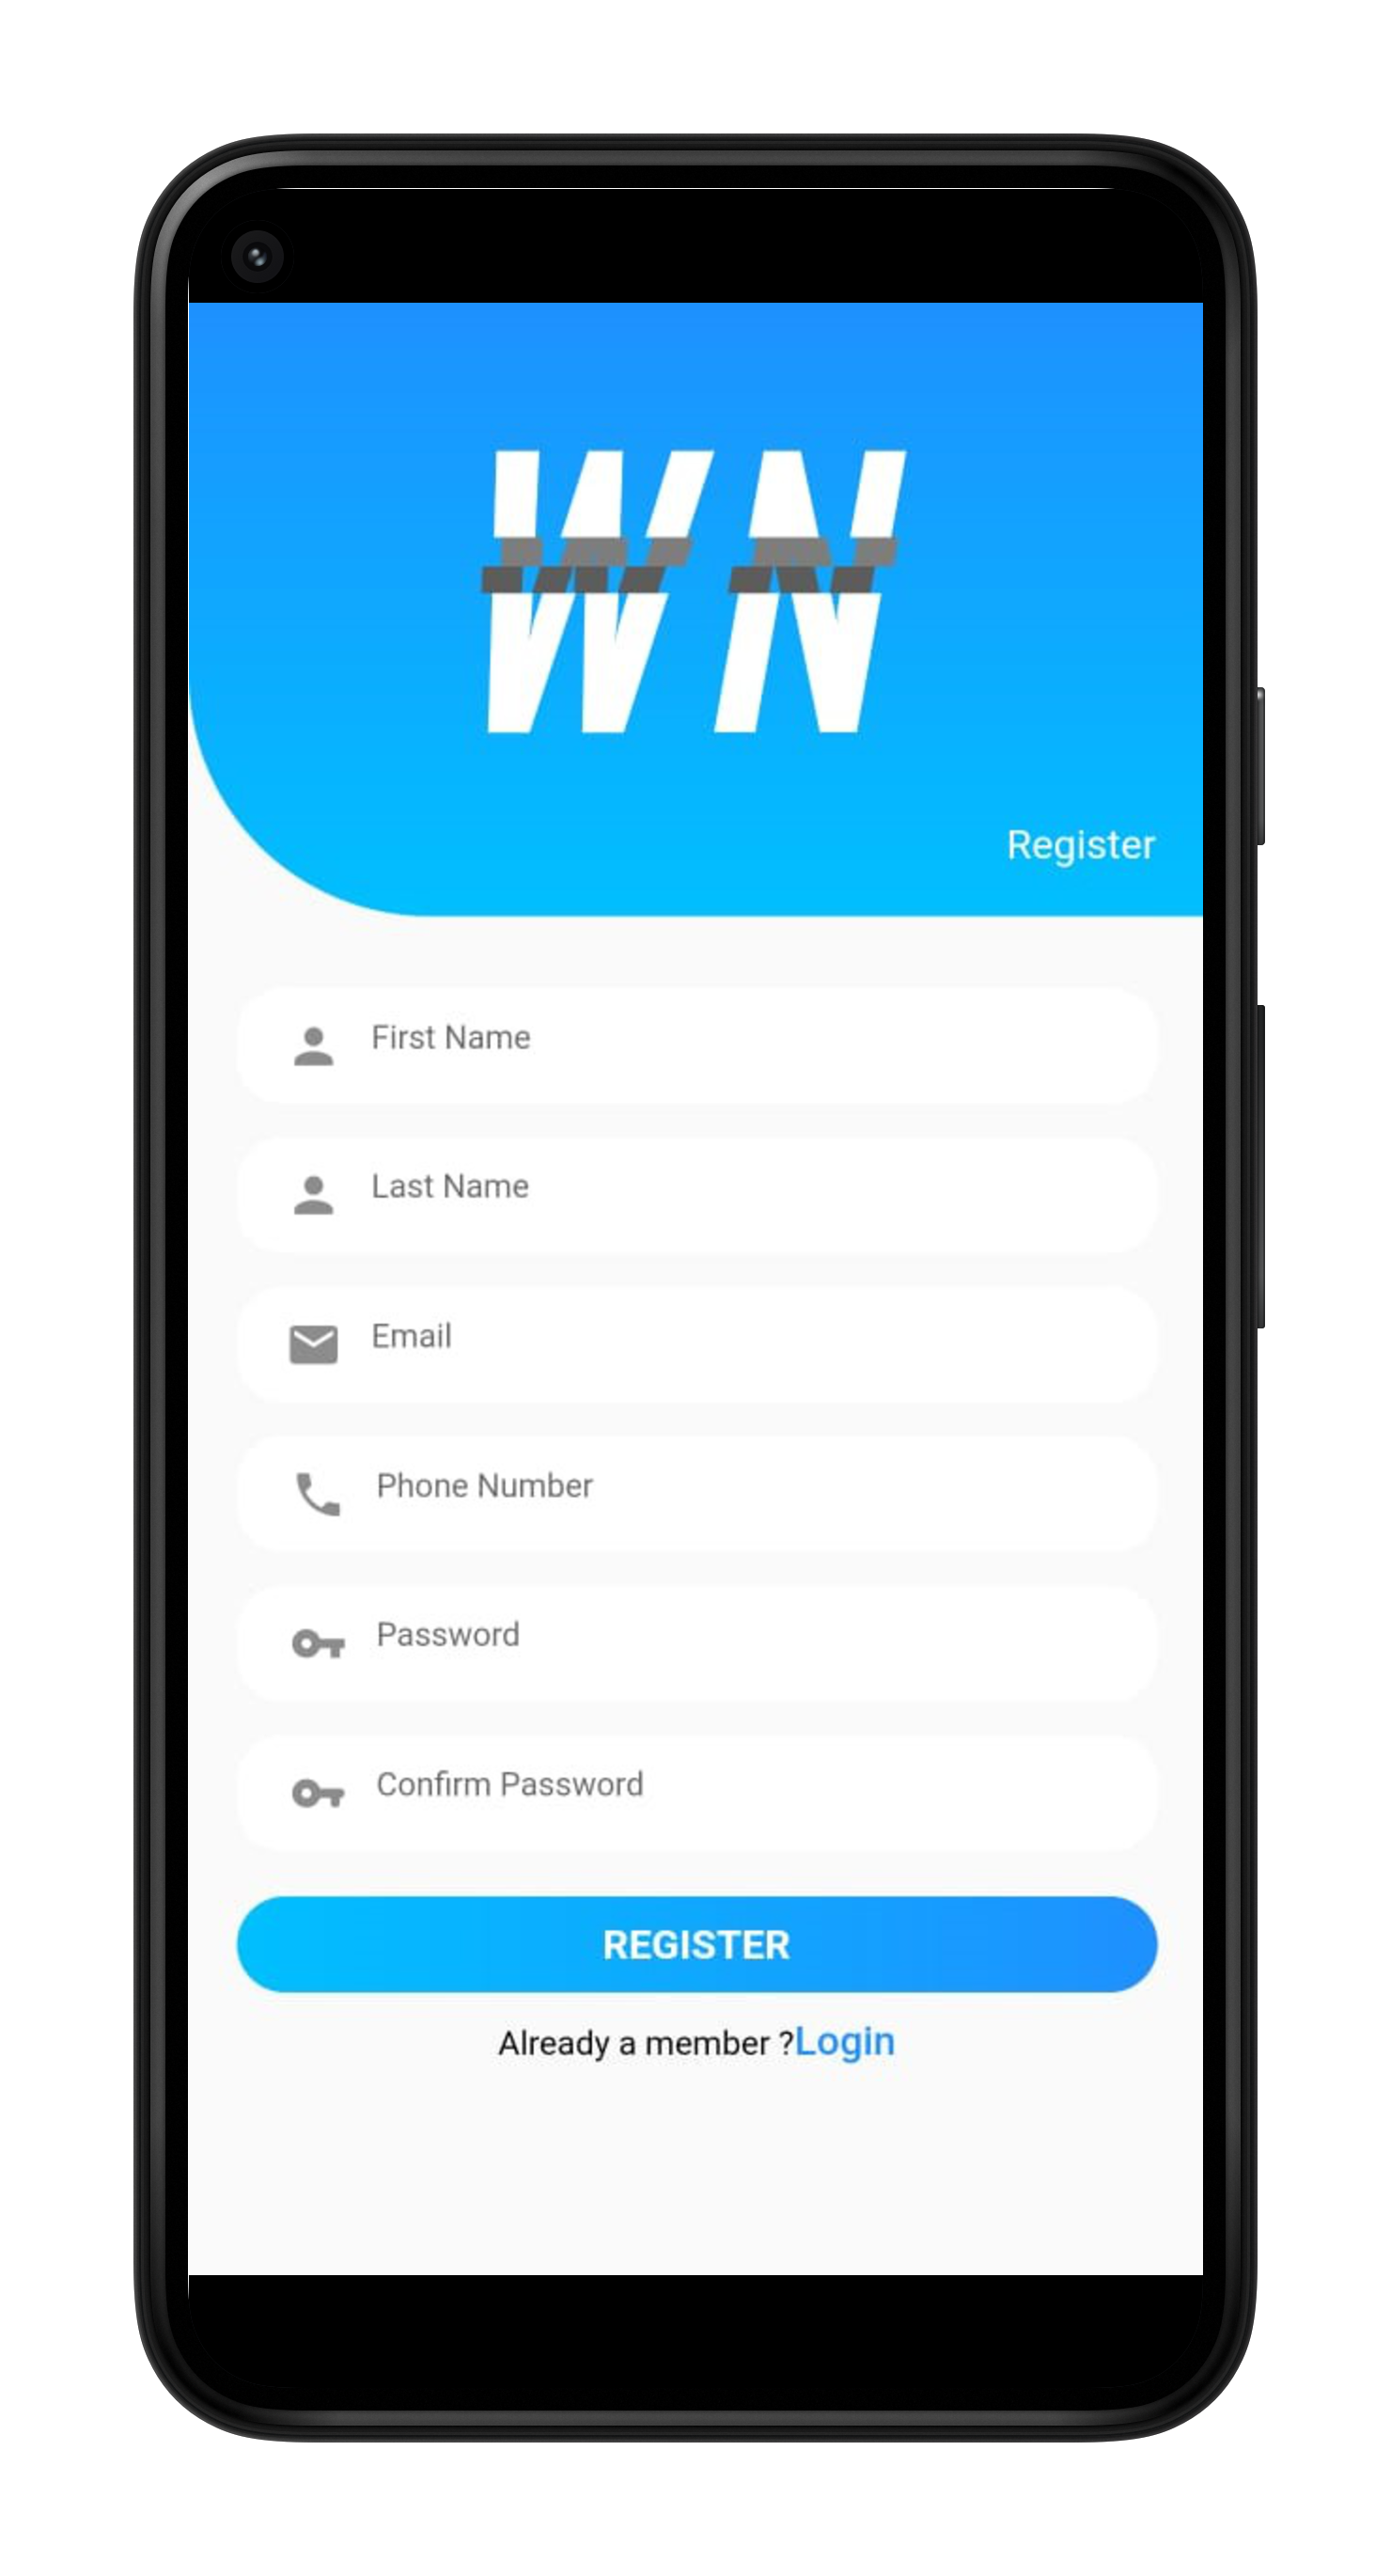 WN
Register
First Name
Last Name
Email
Phone Number
Password
Confirm Password
REGISTER
Already a member ?Login